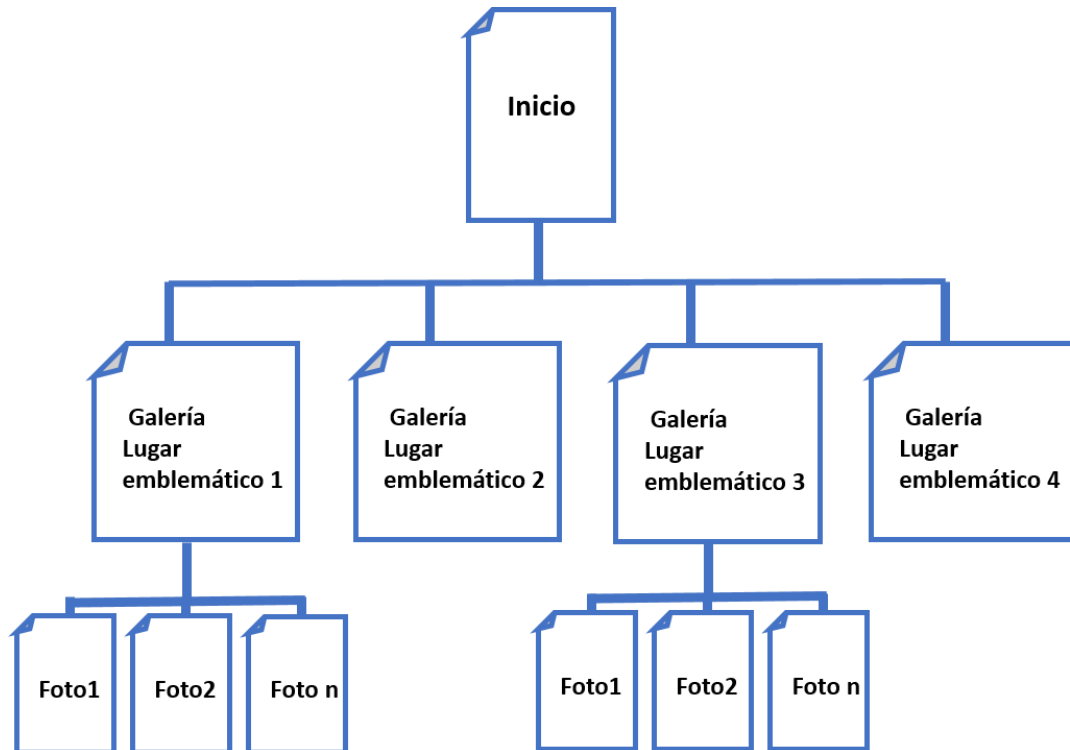 Inicio
Galería
Lugar
emblemático 1
Galería
Lugar
emblemático 2
Galería
Lugar
emblemático 3
Galería
Lugar
emblemático 4
Foto1
Foto2
Foto n
Foto1
Foto2
Foto n